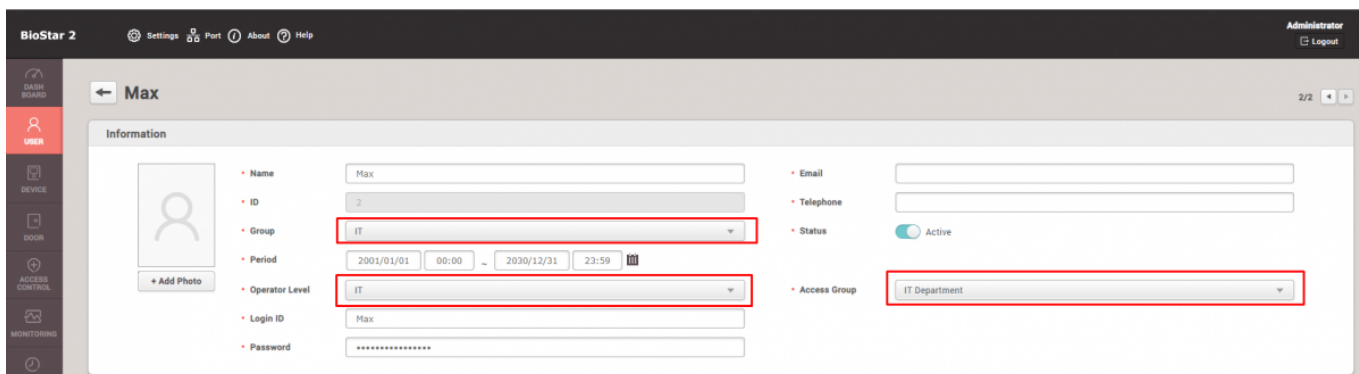 BioStar 2
Settings Port About Help
Administrator
Logout
DASH
BOARD
USER
DEVICE
DOOR
ACCESS
CONTROL
MONITORING
Max
2/2
Information
+ Add Photo
• Name Max
• ID 2
• Group IT
• Period 2001/01/01 00:00 ~ 2030/12/31 23:59
• Operator Level IT
• Login ID Max
• Password ••••••••••••••••
• Email
• Telephone
• Status Active
• Access Group IT Department